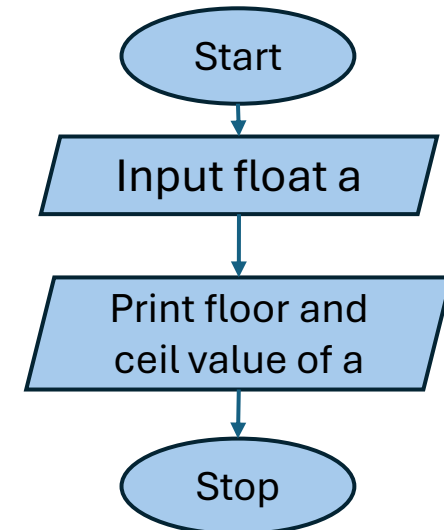 Start
Input float a
Print floor and
ceil value of a
Stop